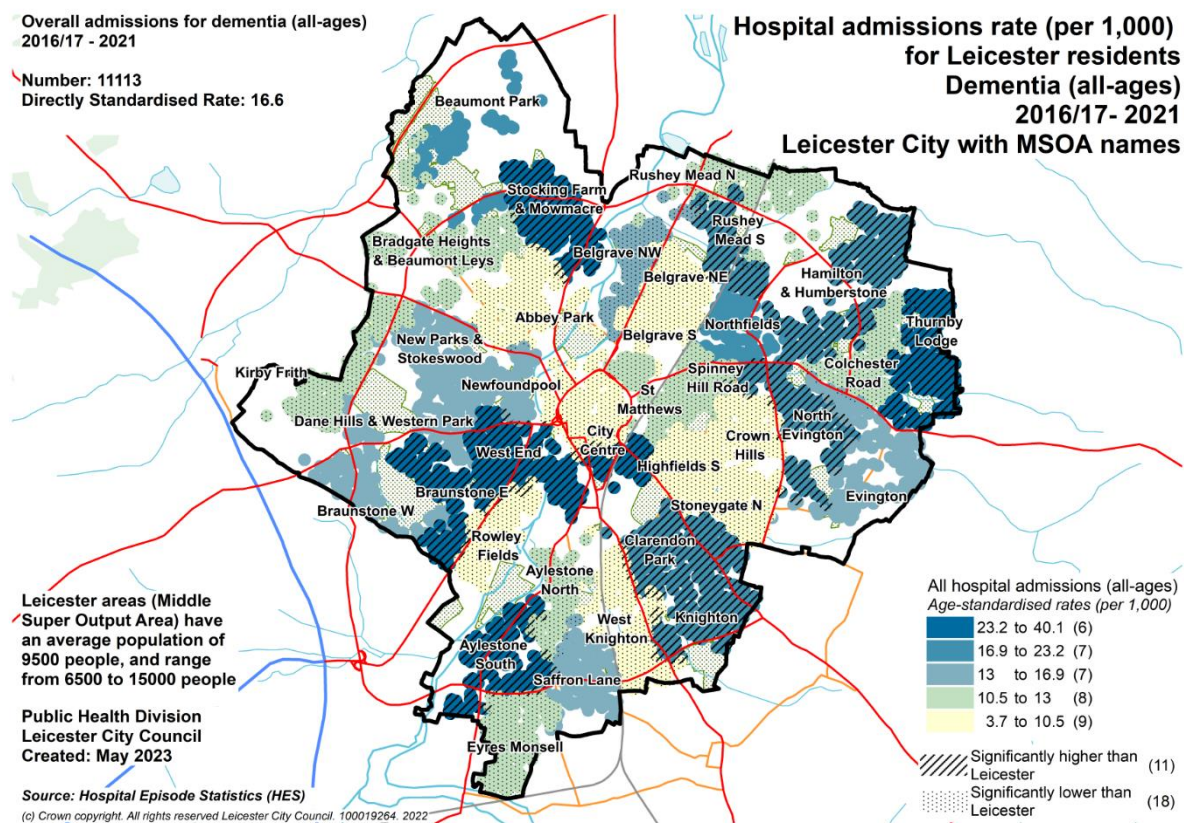 Overall admissions for dementia (all-ages)
2016/17 - 2021
Number: 11113
Directly Standardised Rate: 16.6
Hospital admissions rate (per 1,000)
for Leicester residents
Dementia (all-ages)
2016/17- 2021
Leicester City with MSOA names
Beaumont Park
Rushey Mead N
Stocking Farm
& Mowmacre
Rushey
Mead S
Bradgate Heights
& Beaumont Leys
Belgrave NW
Belgrave NE
Hamilton
& Humberstone
Abbey Park
Northfields
Thurnby
Lodge
New Parks &
Stokeswood
Belgrave S
Kirby Frith
Newfoundpool
Spinney
Hill Road
Colchester
Road
St
Matthews
Dane Hills & Western Park
North
Evington
City
Centre
Crown
Hills
West End
Highfields S
Braunstone E
Evington
Braunstone W
Stoneygate N
Rowley
Fields
Clarendon
Park
Aylestone
North
West
Knighton
Knighton
Aylestone
South
Saffron Lane
Eyres Monsell
Leicester areas (Middle
Super Output Area) have
an average population of
9500 people, and range
from 6500 to 15000 people
Public Health Division
Leicester City Council
Created: May 2023
Source: Hospital Episode Statistics (HES)
(c) Crown copyright. All rights reserved Leicester City Council. 100019264. 2022
All hospital admissions (all-ages)
Age-standardised rates (per 1,000)
23.2 to 40.1 (6)
16.9 to 23.2 (7)
13 to 16.9 (7)
10.5 to 13 (8)
3.7 to 10.5 (9)
Significantly higher than
Leicester (11)
Significantly lower than
Leicester (18)